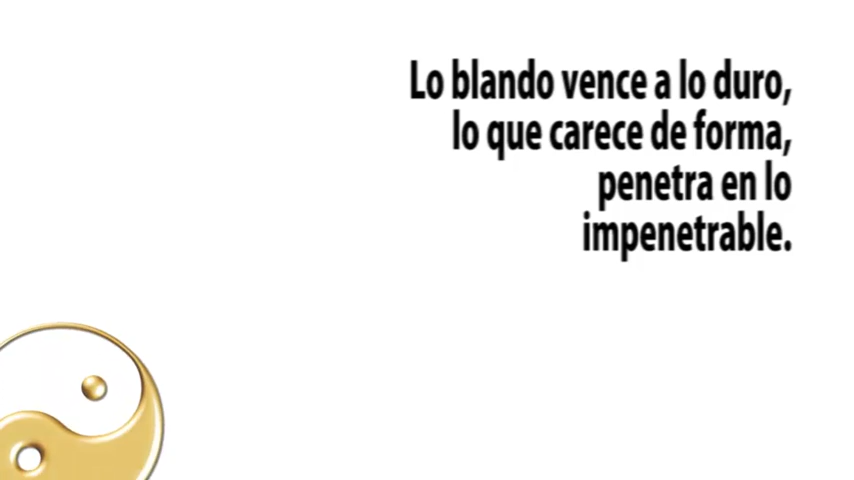 Lo blando vence a lo duro,
lo que carece de forma,
penetra en lo
impenetrable.